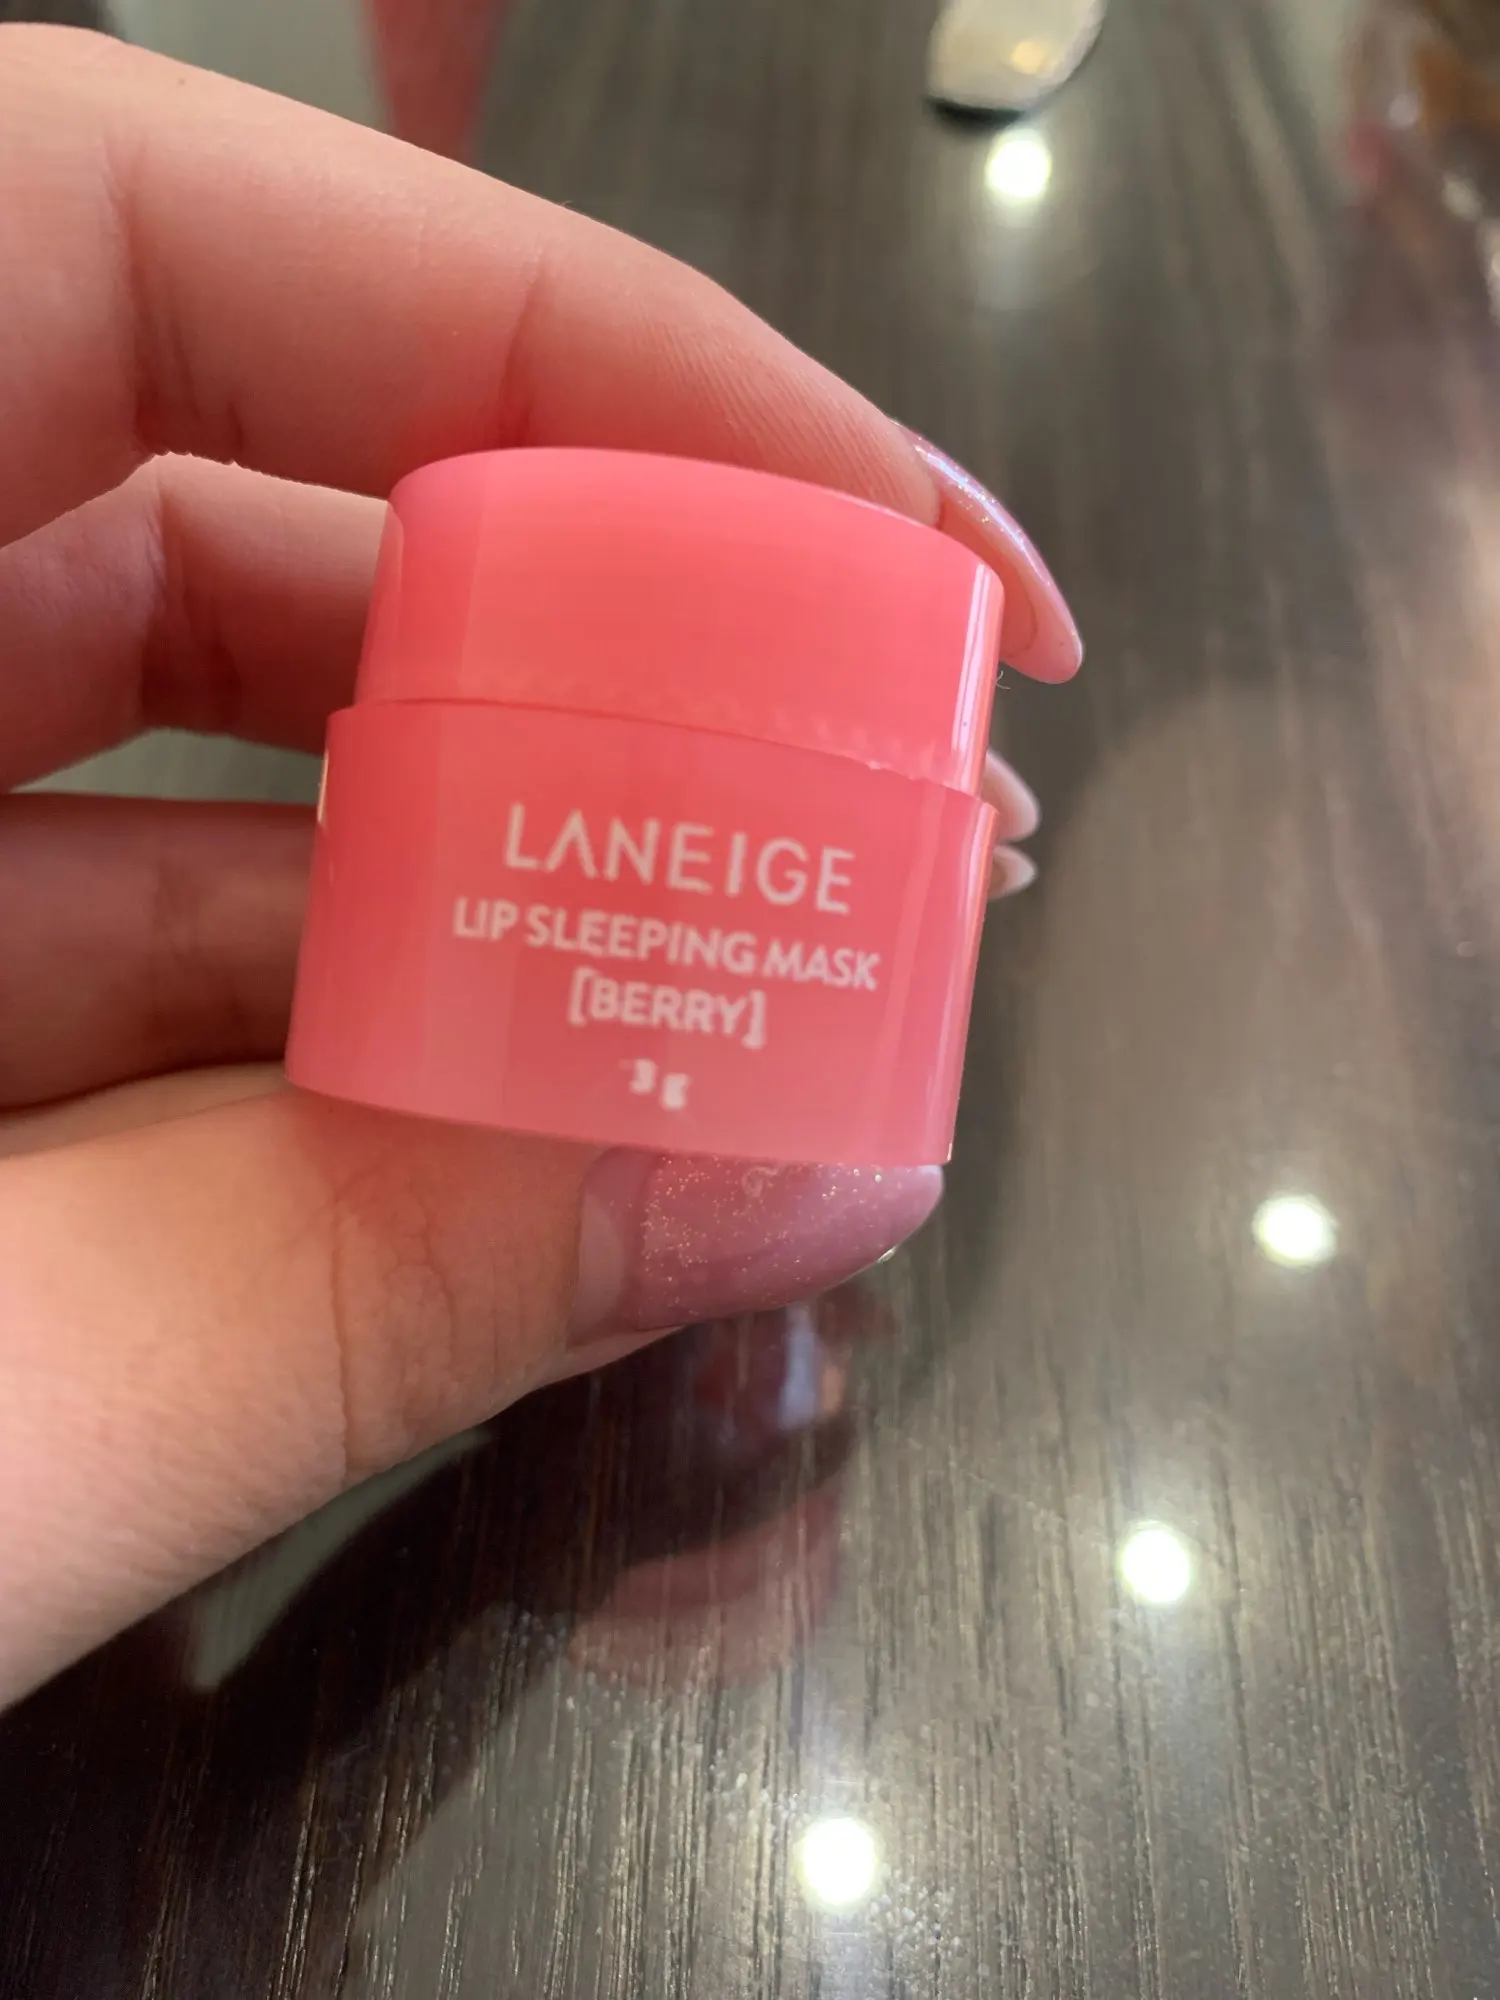 LANEIGE
LIP SLEEPING MASK
[BERRY]
3 g